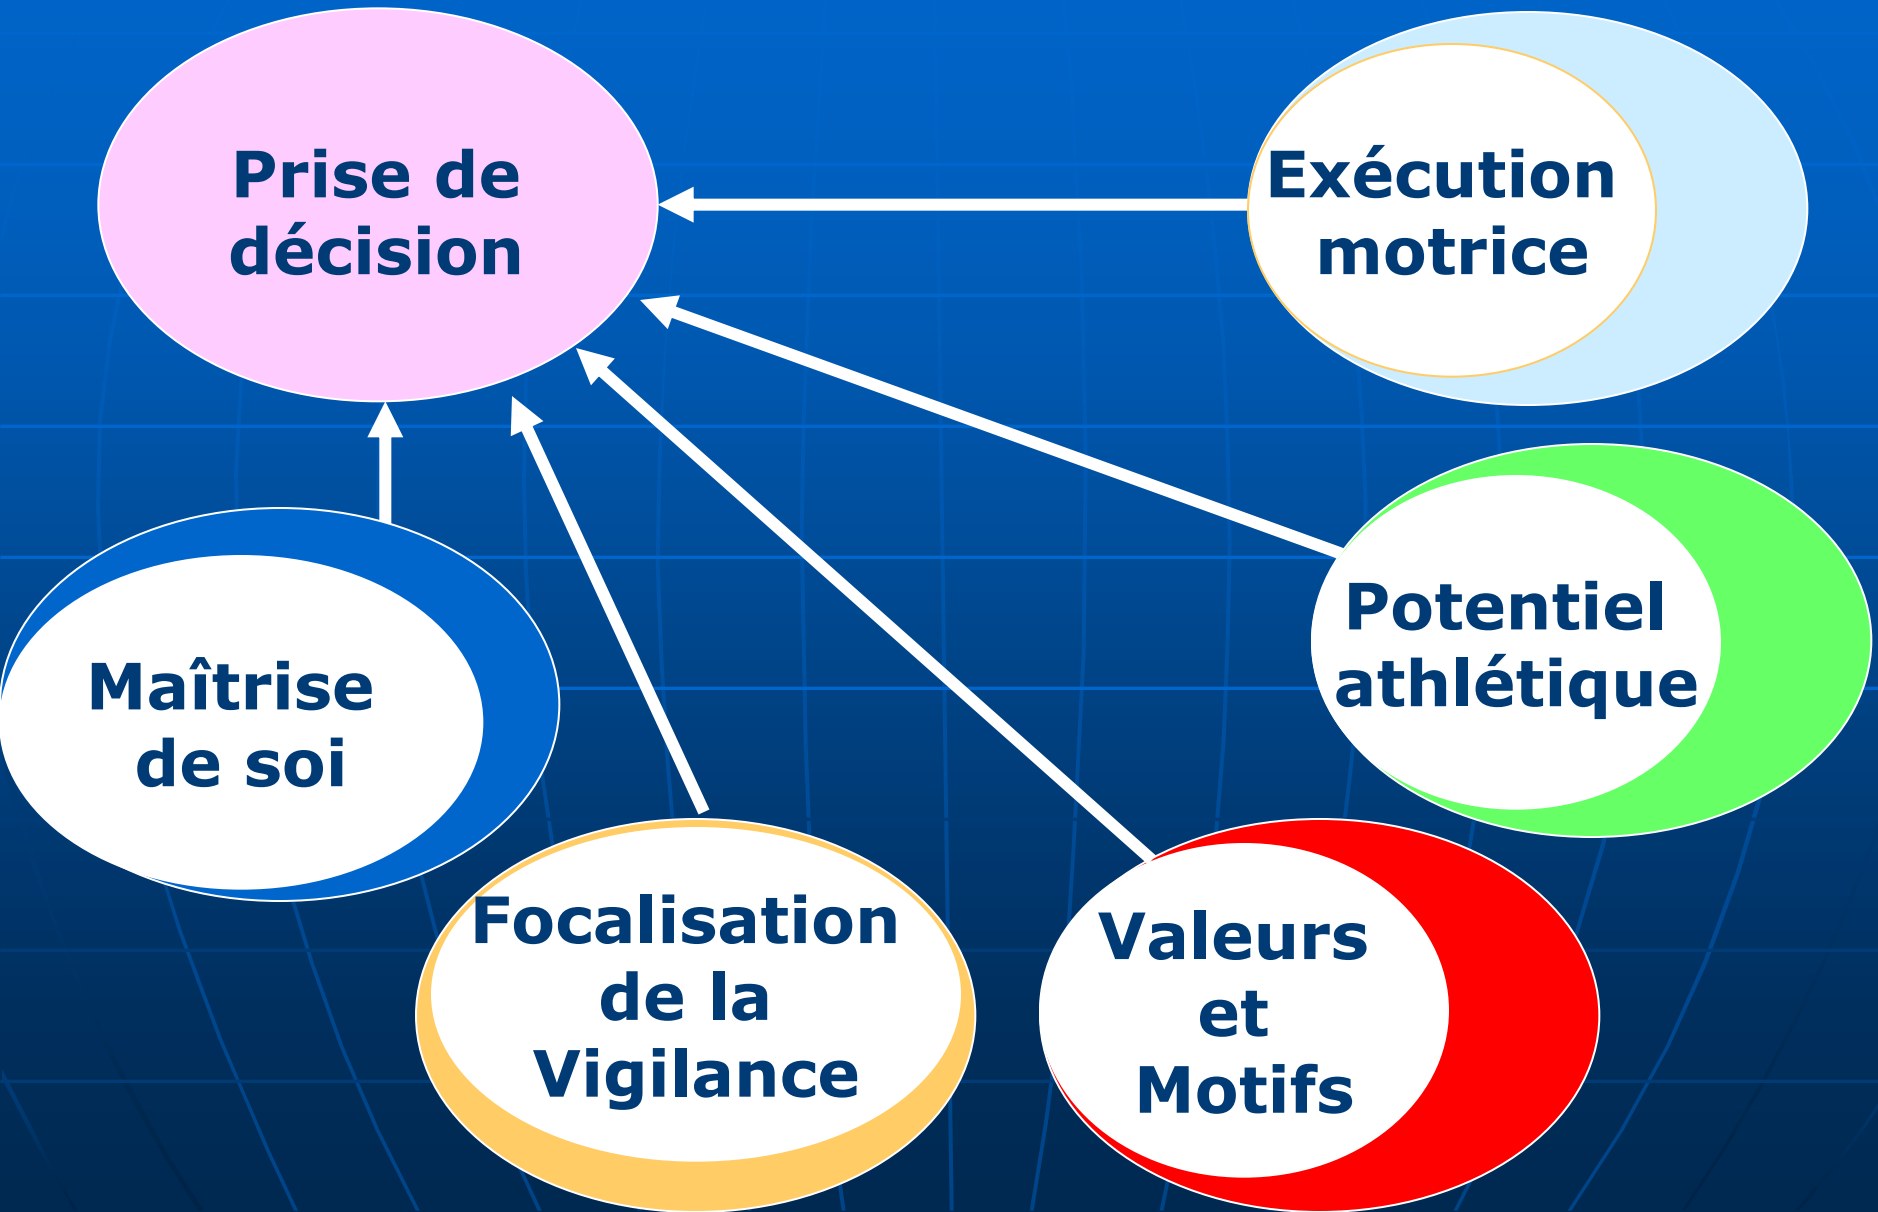 Prise de
décision
Exécution
motrice
Potentiel
athlétique
Maîtrise
de soi
Focalisation
de la
Vigilance
Valeurs
et
Motifs